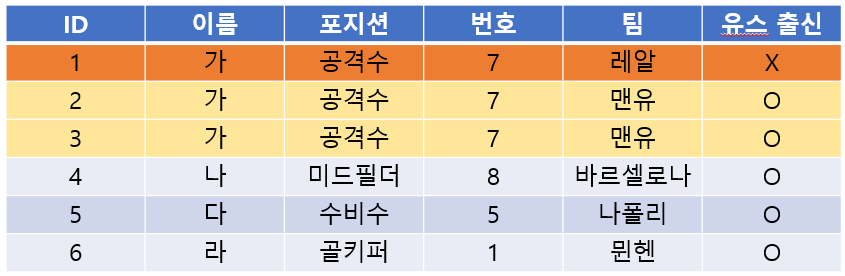 ID 이름 포지션 번호 팀 유스 출신
1 가 공격수 7 레알 X
2 가 공격수 7 맨유 O
3 가 공격수 7 맨유 O
4 나 미드필더 8 바르셀로나 O
5 다 수비수 5 나폴리 O
6 라 골키퍼 1 뮌헨 O